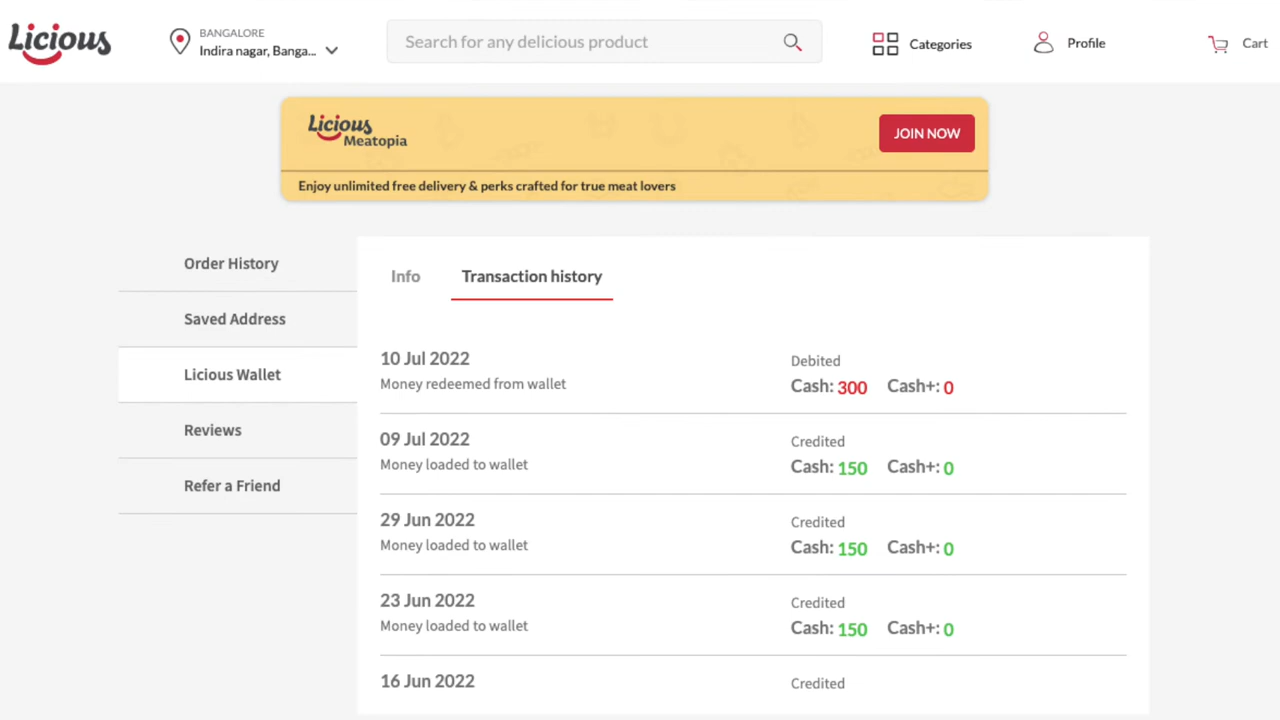 Licious
BANGALORE
Indira nagar, Banga...
Search for any delicious product
Categories
Profile
Cart
Licious
Meatopia
JOIN NOW
Enjoy unlimited free delivery & perks crafted for true meat lovers
Order History
Saved Address
Licious Wallet
Reviews
Refer a Friend
Info
Transaction history
10 Jul 2022
Money redeemed from wallet
Debited
Cash: 300 Cash+: 0
09 Jul 2022
Money loaded to wallet
Credited
Cash: 150 Cash+: 0
29 Jun 2022
Money loaded to wallet
Credited
Cash: 150 Cash+: 0
23 Jun 2022
Money loaded to wallet
Credited
Cash: 150 Cash+: 0
16 Jun 2022
Credited